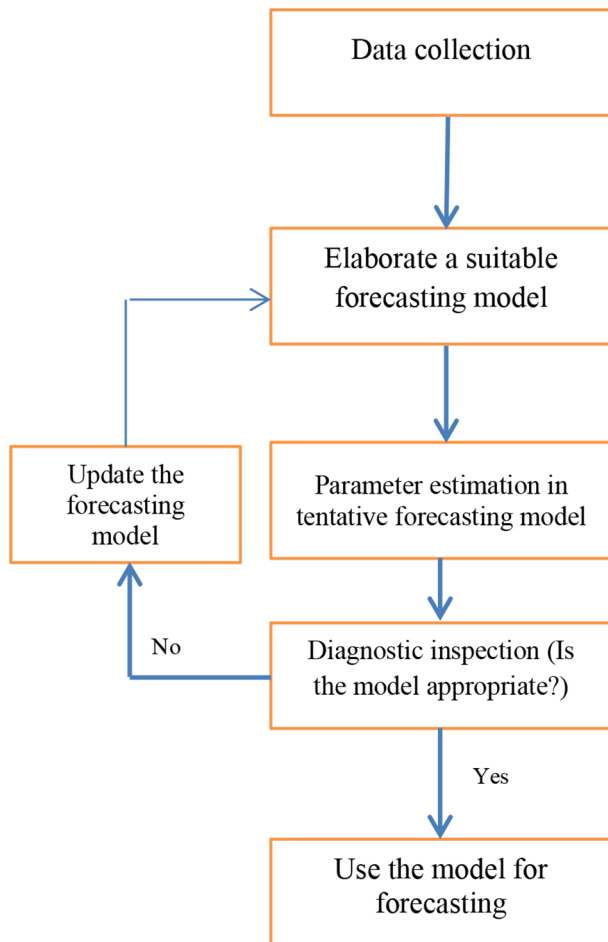 Data collection
Elaborate a suitable
forecasting model
Update the
forecasting
model
Parameter estimation in
tentative forecasting model
No
Diagnostic inspection (Is
the model appropriate?)
Yes
Use the model for
forecasting